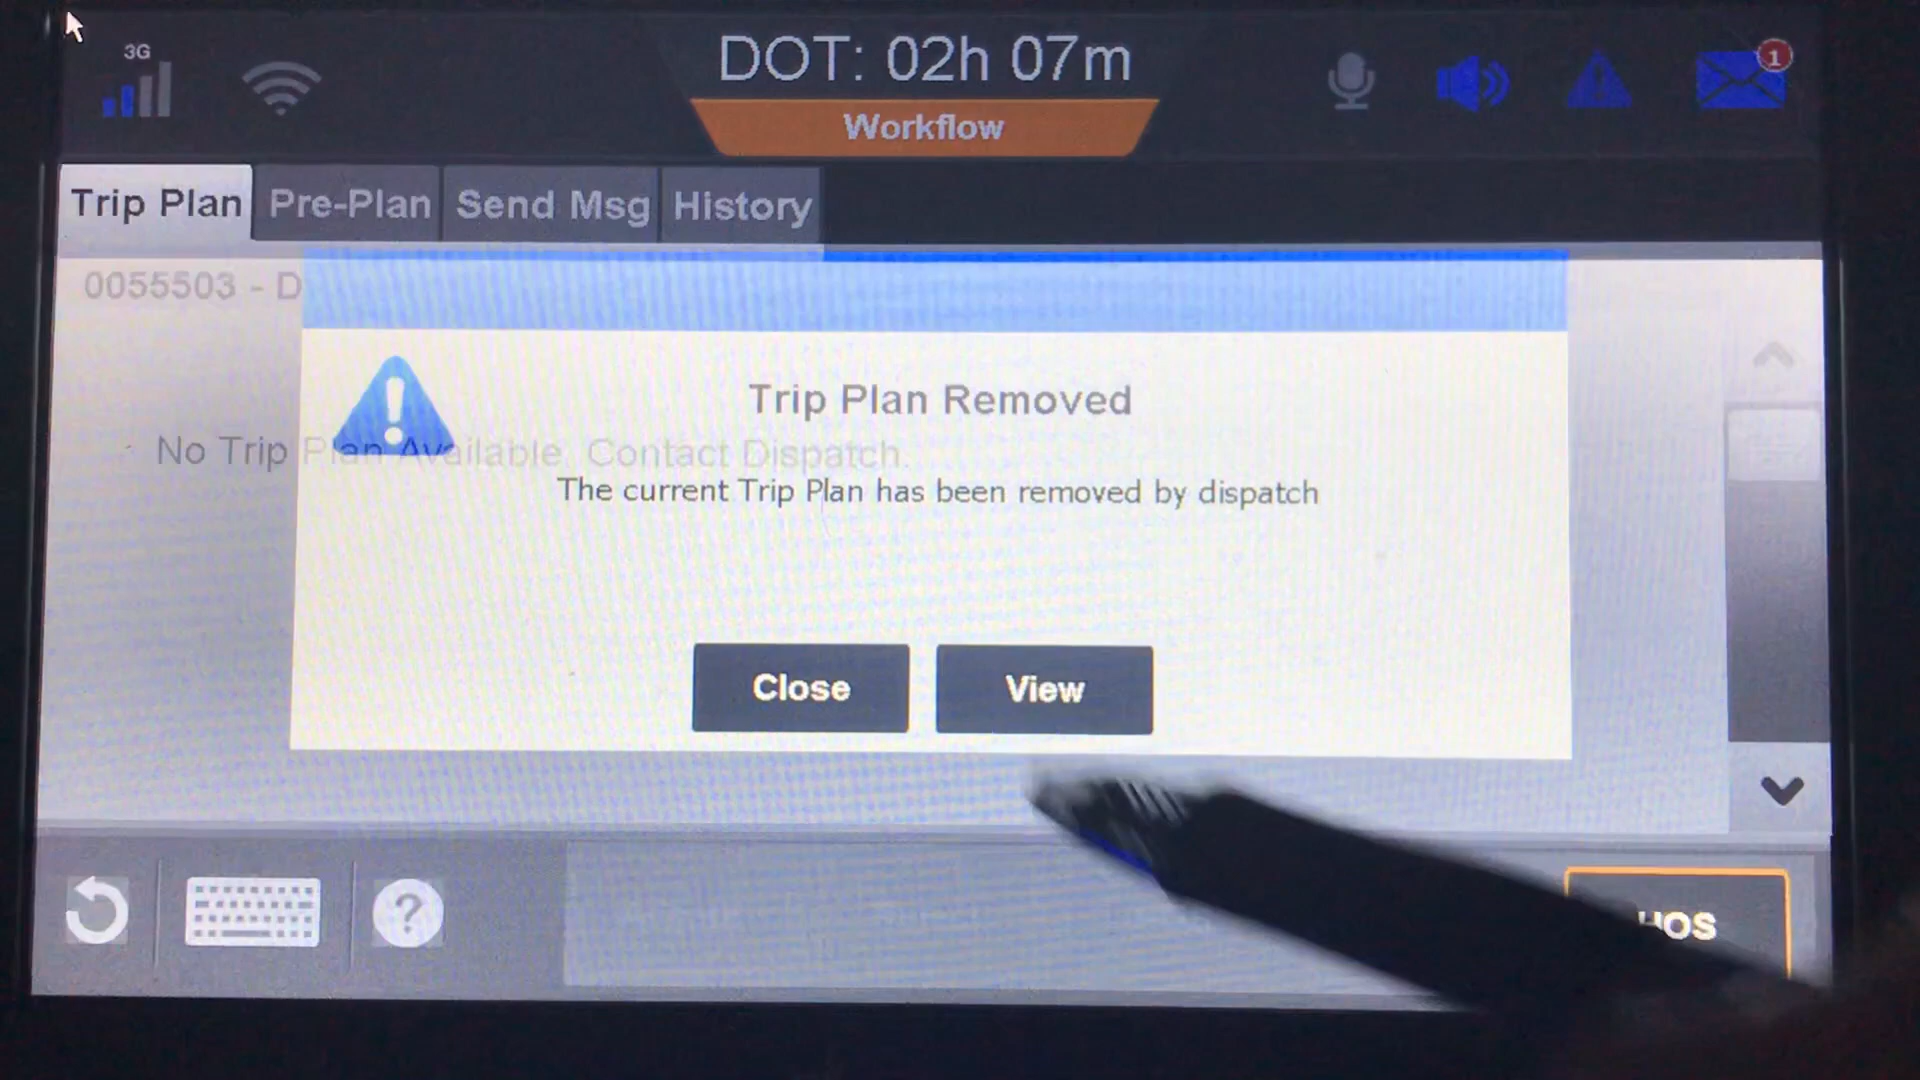 3G
DOT: 02h 07m
1
Workflow
Trip Plan
Pre-Plan
Send Msg
History
0055503 - D
Trip Plan Removed
No Trip Plan Available. Contact Dispatch.
The current Trip Plan has been removed by dispatch
Close
View
?
HOS